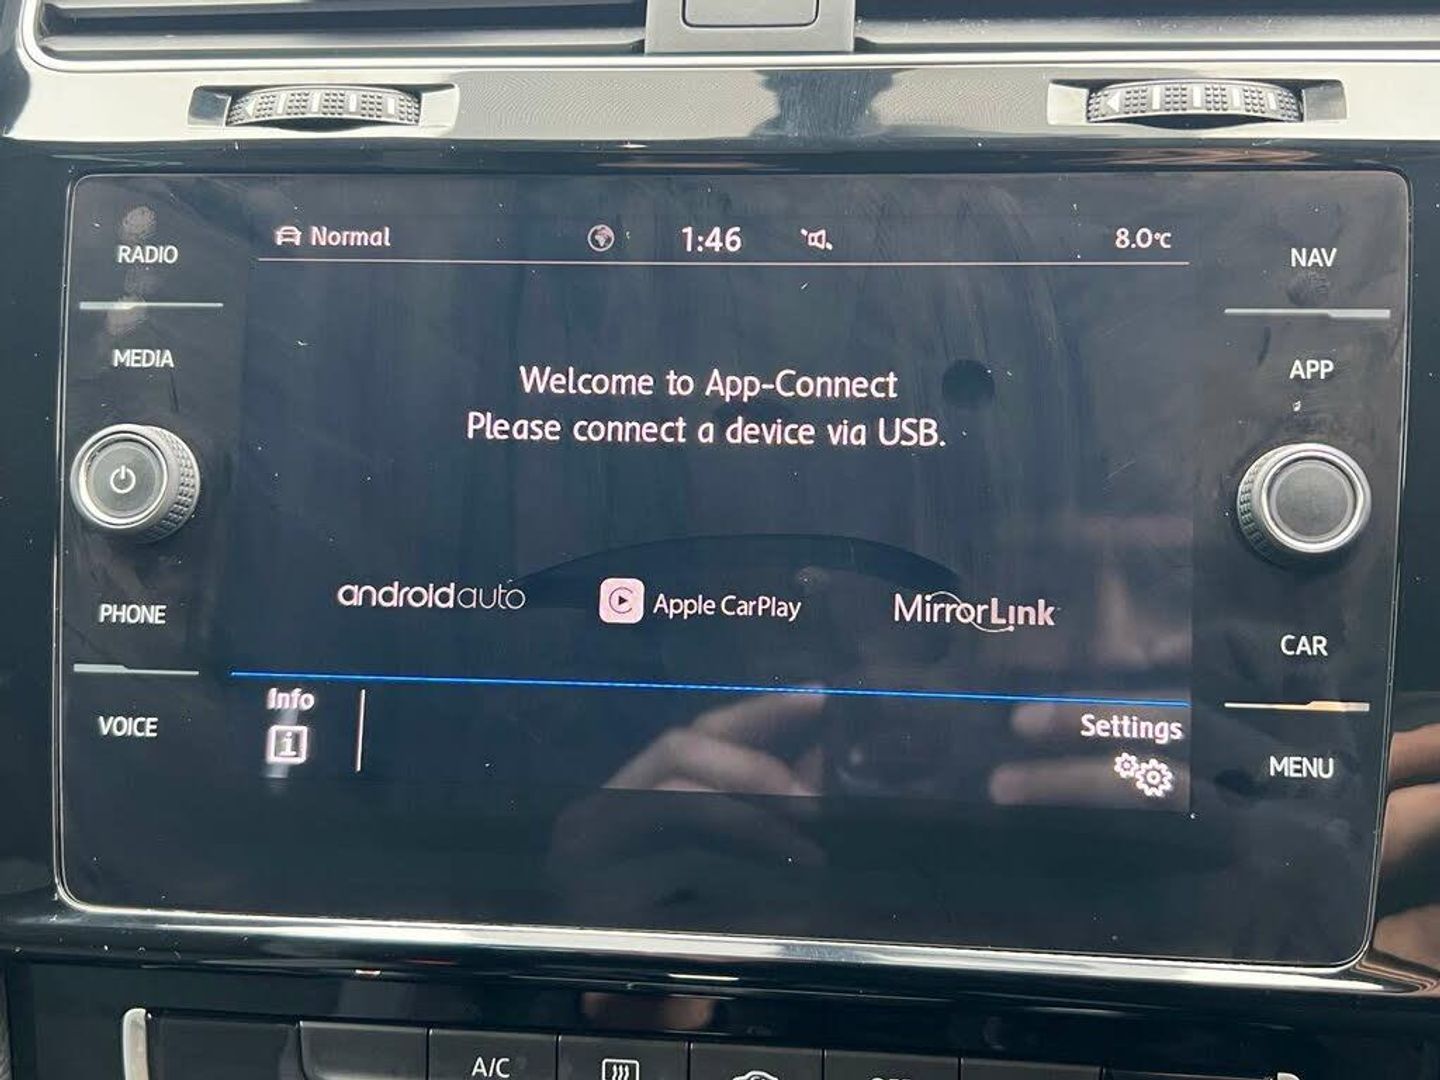 Normal 1:46 8.0°C
RADIO
NAV
MEDIA
APP
Welcome to App-Connect
Please connect a device via USB.
androidauto Apple CarPlay MirrorLink
PHONE
CAR
VOICE
MENU
Info
Settings
A/C